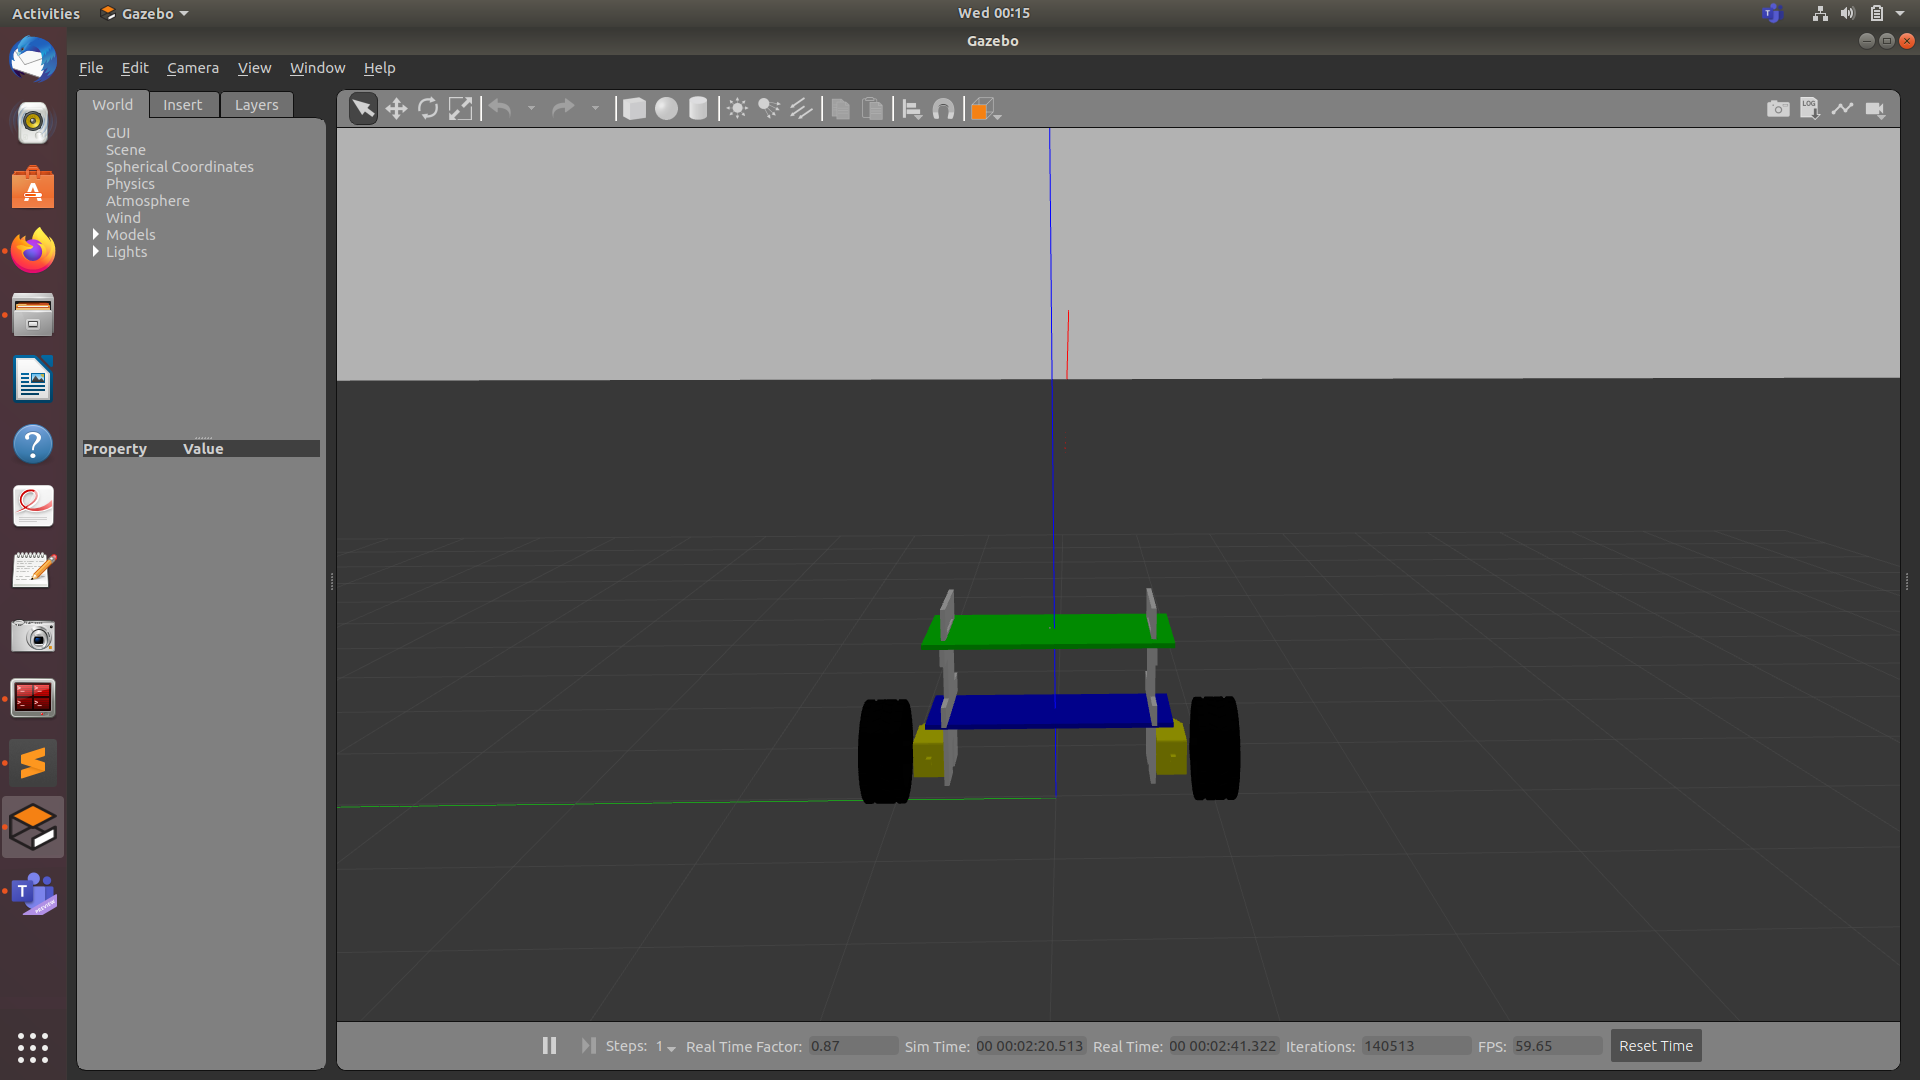 Activities Gazebo Wed 00:15
Gazebo
File Edit Camera View Window Help
World Insert Layers
LOG
GUI
Scene
Spherical Coordinates
Physics
Atmosphere
Wind
Models
Lights
Property Value
Steps: 1 Real Time Factor: 0.87 Sim Time: 00 00:02:20.513 Real Time: 00 00:02:41.322 Iterations: 140513 FPS: 59.65 Reset Time